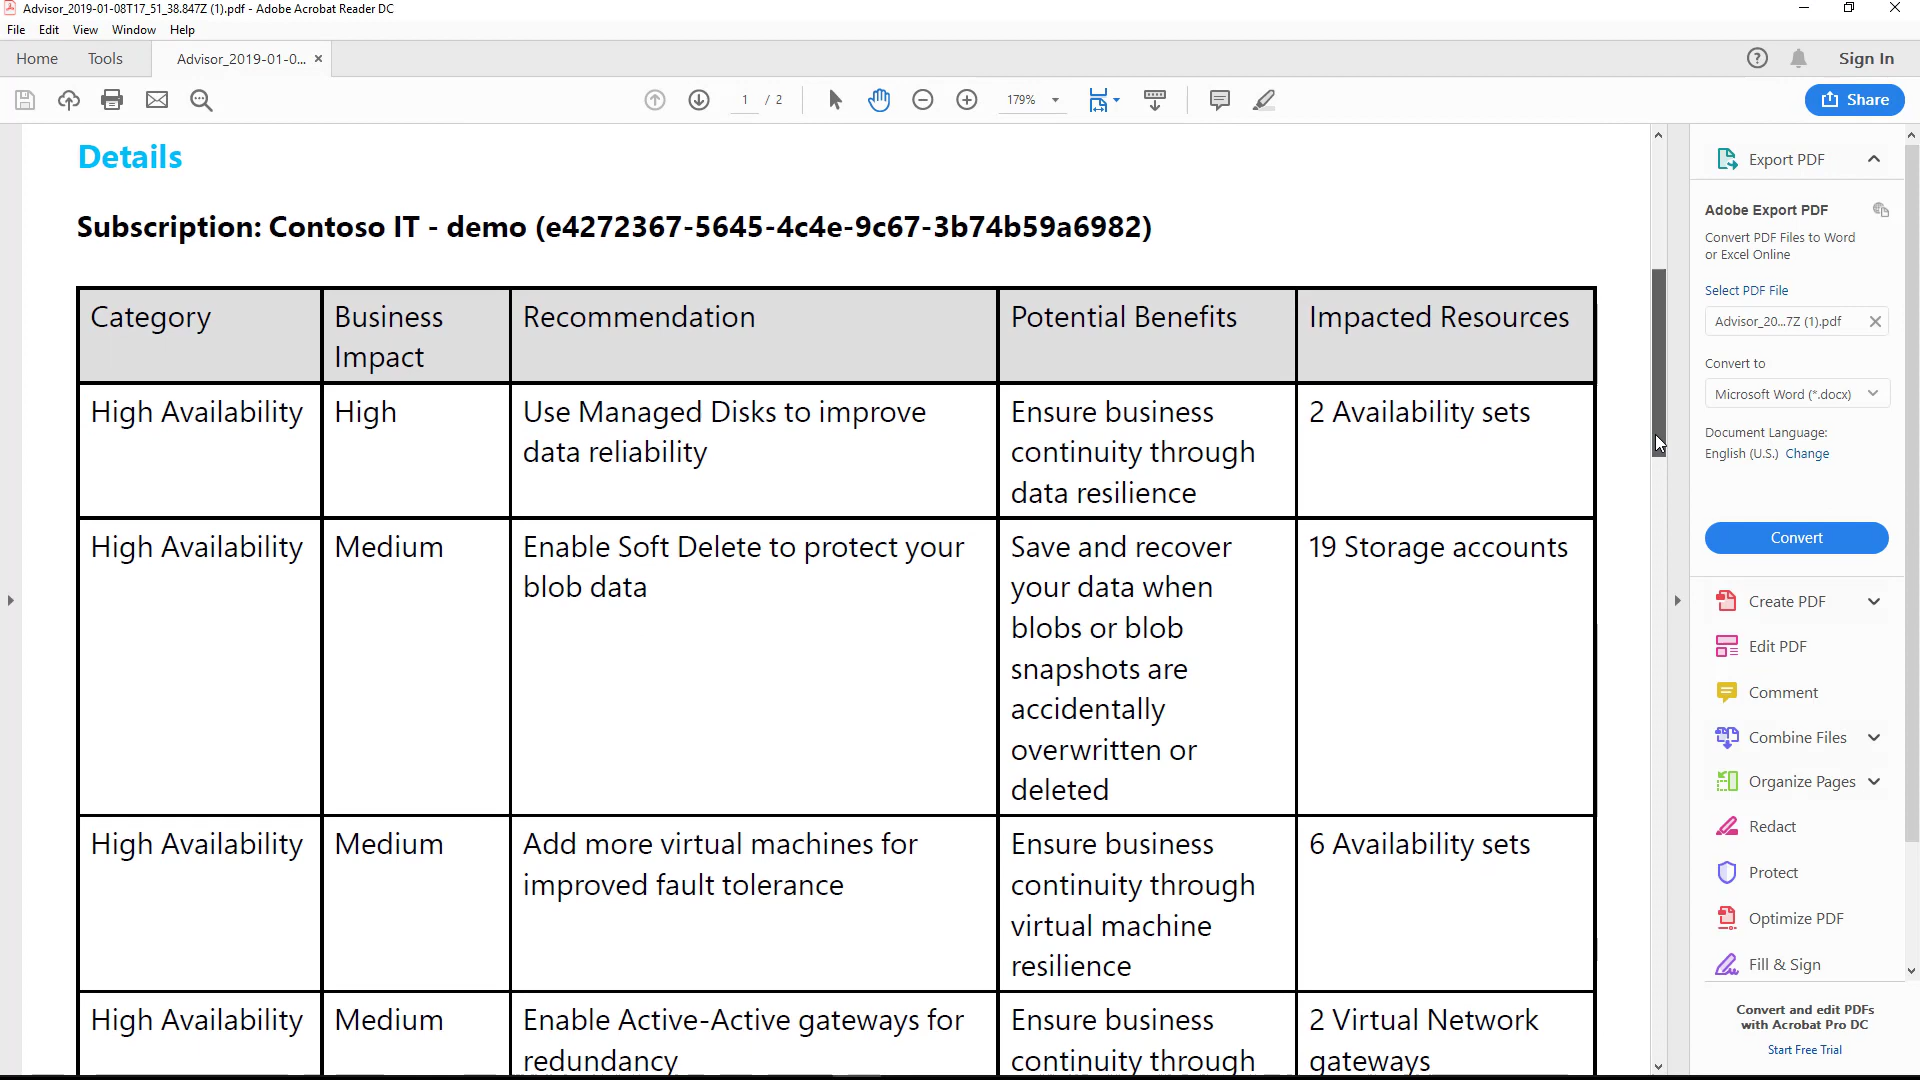 Advisor_2019-01-08T17_51_38.847Z (1).pdf - Adobe Acrobat Reader DC
File Edit View Window Help
Home Tools Advisor_2019-01-0... × Sign In
1 / 2 179% Share
Details
Subscription: Contoso IT - demo (e4272367-5645-4c4e-9c67-3b74b59a6982)
Category Business Impact Recommendation Potential Benefits Impacted Resources
High Availability High Use Managed Disks to improve data reliability Ensure business continuity through data resilience 2 Availability sets
High Availability Medium Enable Soft Delete to protect your blob data Save and recover your data when blobs or blob snapshots are accidentally overwritten or deleted 19 Storage accounts
High Availability Medium Add more virtual machines for improved fault tolerance Ensure business continuity through virtual machine resilience 6 Availability sets
High Availability Medium Enable Active-Active gateways for redundancy Ensure business continuity through 2 Virtual Network gateways
Export PDF
Adobe Export PDF
Convert PDF Files to Word
or Excel Online
Select PDF File
Advisor_20...7Z (1).pdf
Convert to
Microsoft Word (*.docx)
Document Language:
English (U.S.) Change
Convert
Create PDF
Edit PDF
Comment
Combine Files
Organize Pages
Redact
Protect
Optimize PDF
Fill & Sign
Convert and edit PDFs
with Acrobat Pro DC
Start Free Trial